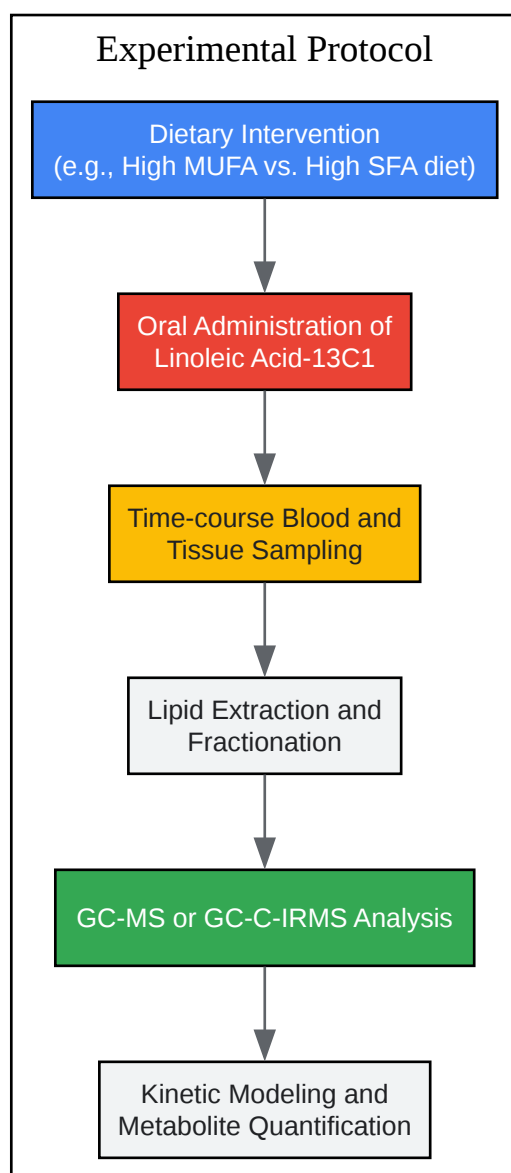 Experimental Protocol
Dietary Intervention
(e.g., High MUFA vs. High SFA diet)
Oral Administration of
Linoleic Acid-13C1
Time-course Blood and
Tissue Sampling
Lipid Extraction and
Fractionation
GC-MS or GC-C-IRMS Analysis
Kinetic Modeling and
Metabolite Quantification